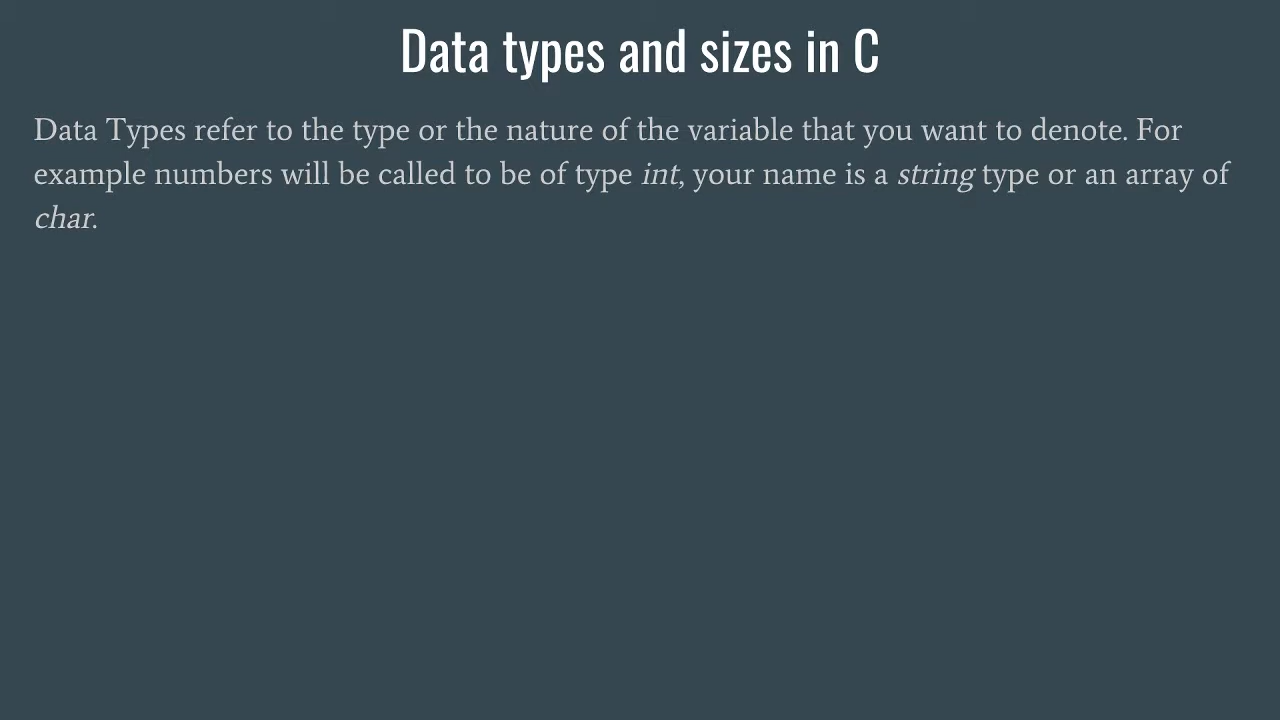 Data types and sizes in C
Data Types refer to the type or the nature of the variable that you want to denote. For
example numbers will be called to be of type int, your name is a string type or an array of
char.